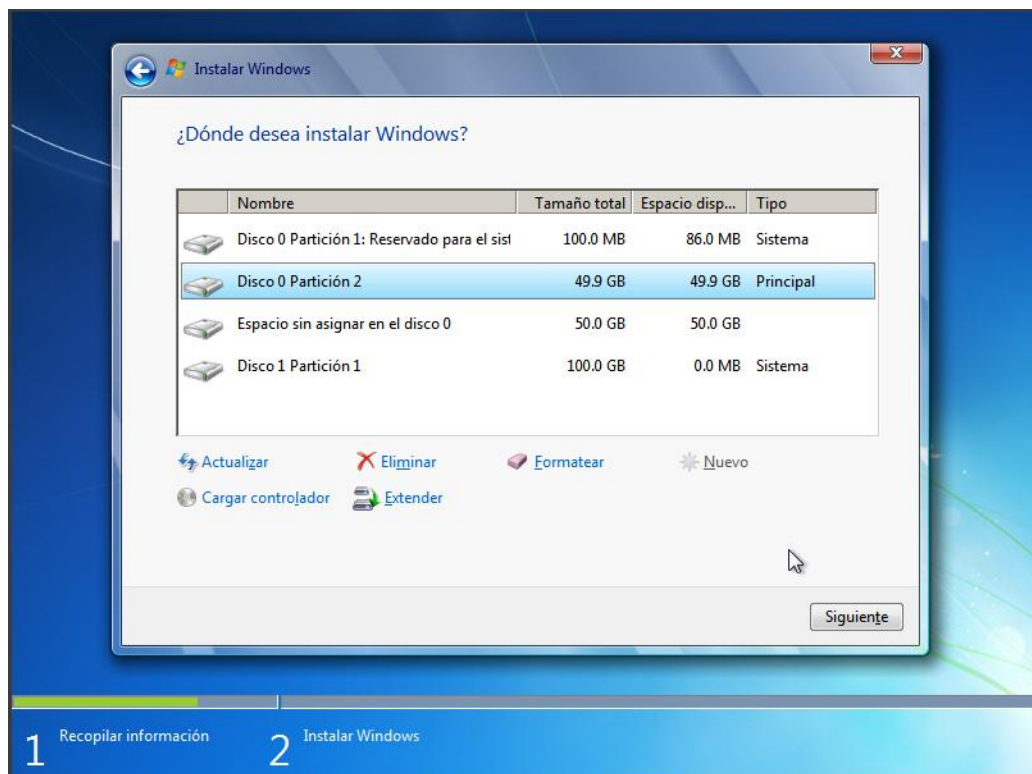 Instalar Windows
¿Dónde desea instalar Windows?
Nombre Tamaño total Espacio disp... Tipo
Disco 0 Partición 1: Reservado para el sist 100.0 MB 86.0 MB Sistema
Disco 0 Partición 2 49.9 GB 49.9 GB Principal
Espacio sin asignar en el disco 0 50.0 GB 50.0 GB
Disco 1 Partición 1 100.0 GB 0.0 MB Sistema
Actualizar Eliminar Formatear Nuevo
Cargar controlador Extender
Siguiente
1 Recopilar información 2 Instalar Windows